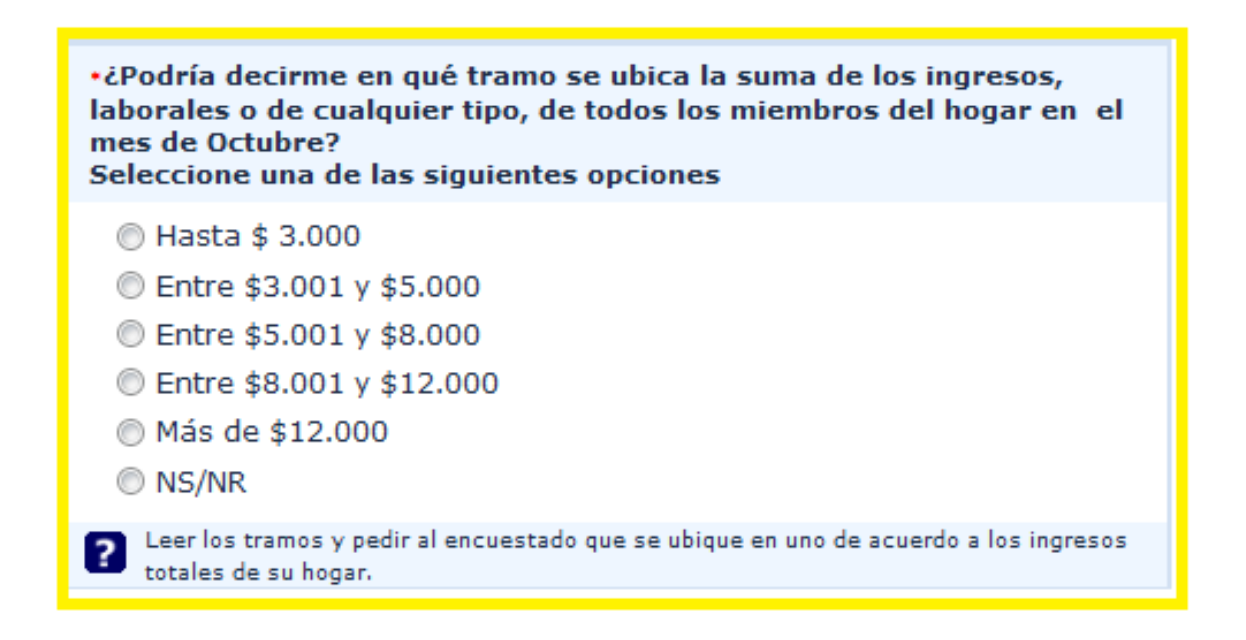 •¿Podría decirme en qué tramo se ubica la suma de los ingresos,
laborales o de cualquier tipo, de todos los miembros del hogar en el
mes de Octubre?
Seleccione una de las siguientes opciones
Hasta $ 3.000
Entre $3.001 y $5.000
Entre $5.001 y $8.000
Entre $8.001 y $12.000
Más de $12.000
NS/NR
? Leer los tramos y pedir al encuestado que se ubique en uno de acuerdo a los ingresos
totales de su hogar.